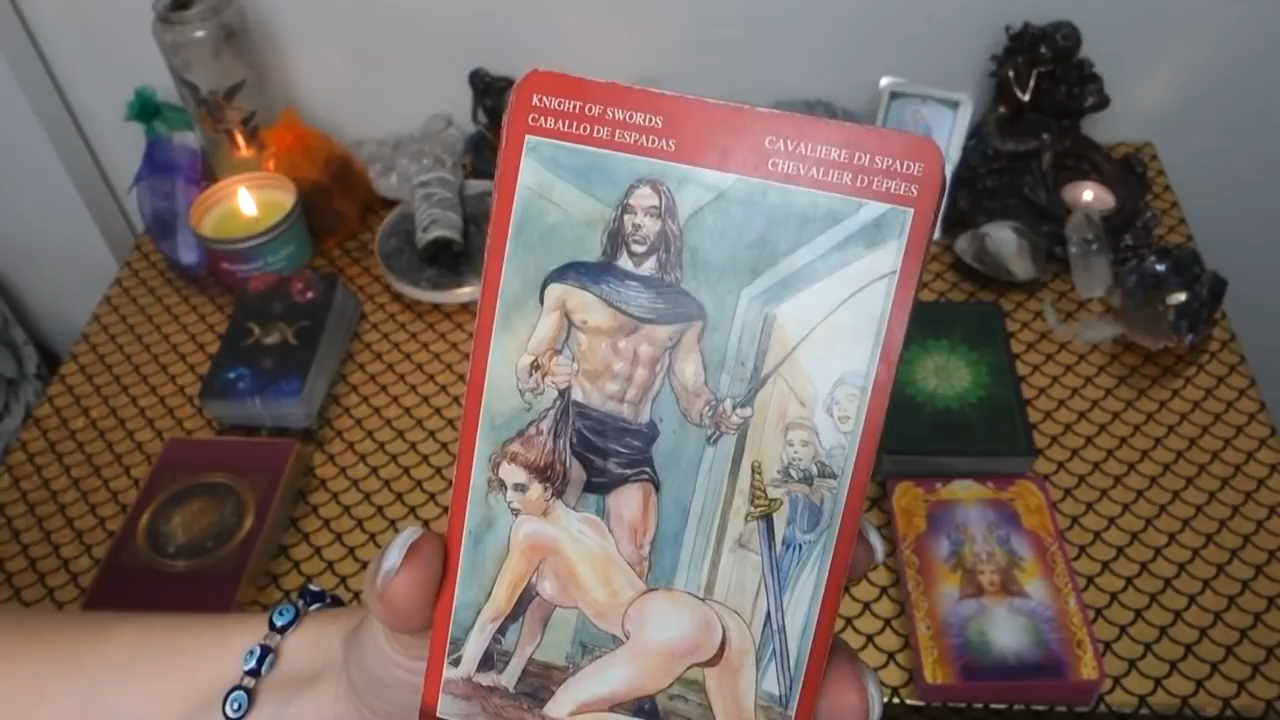 KNIGHT OF SWORDS
CABALLO DE ESPADAS
CAVALIERE DI SPADE
CHEVALIER D'ÉPÉES